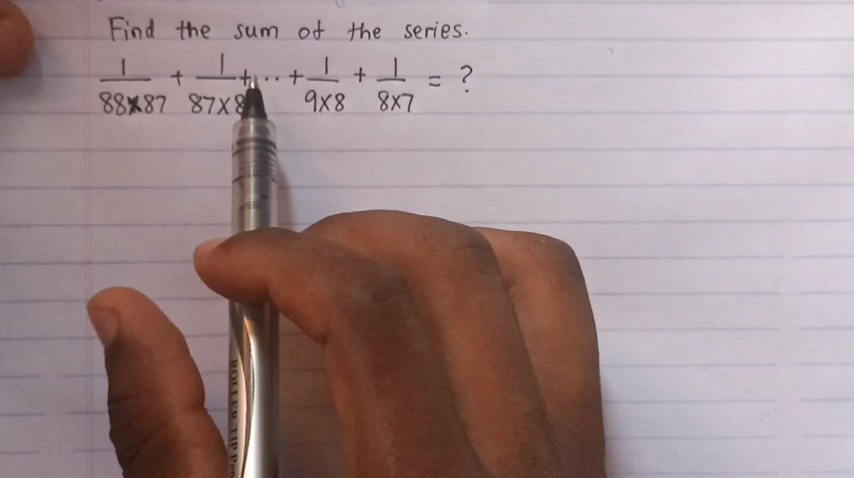 Find the sum of the series.
1/88×87 + 1/87×8 +··+ 1/9×8 + 1/8×7 = ?